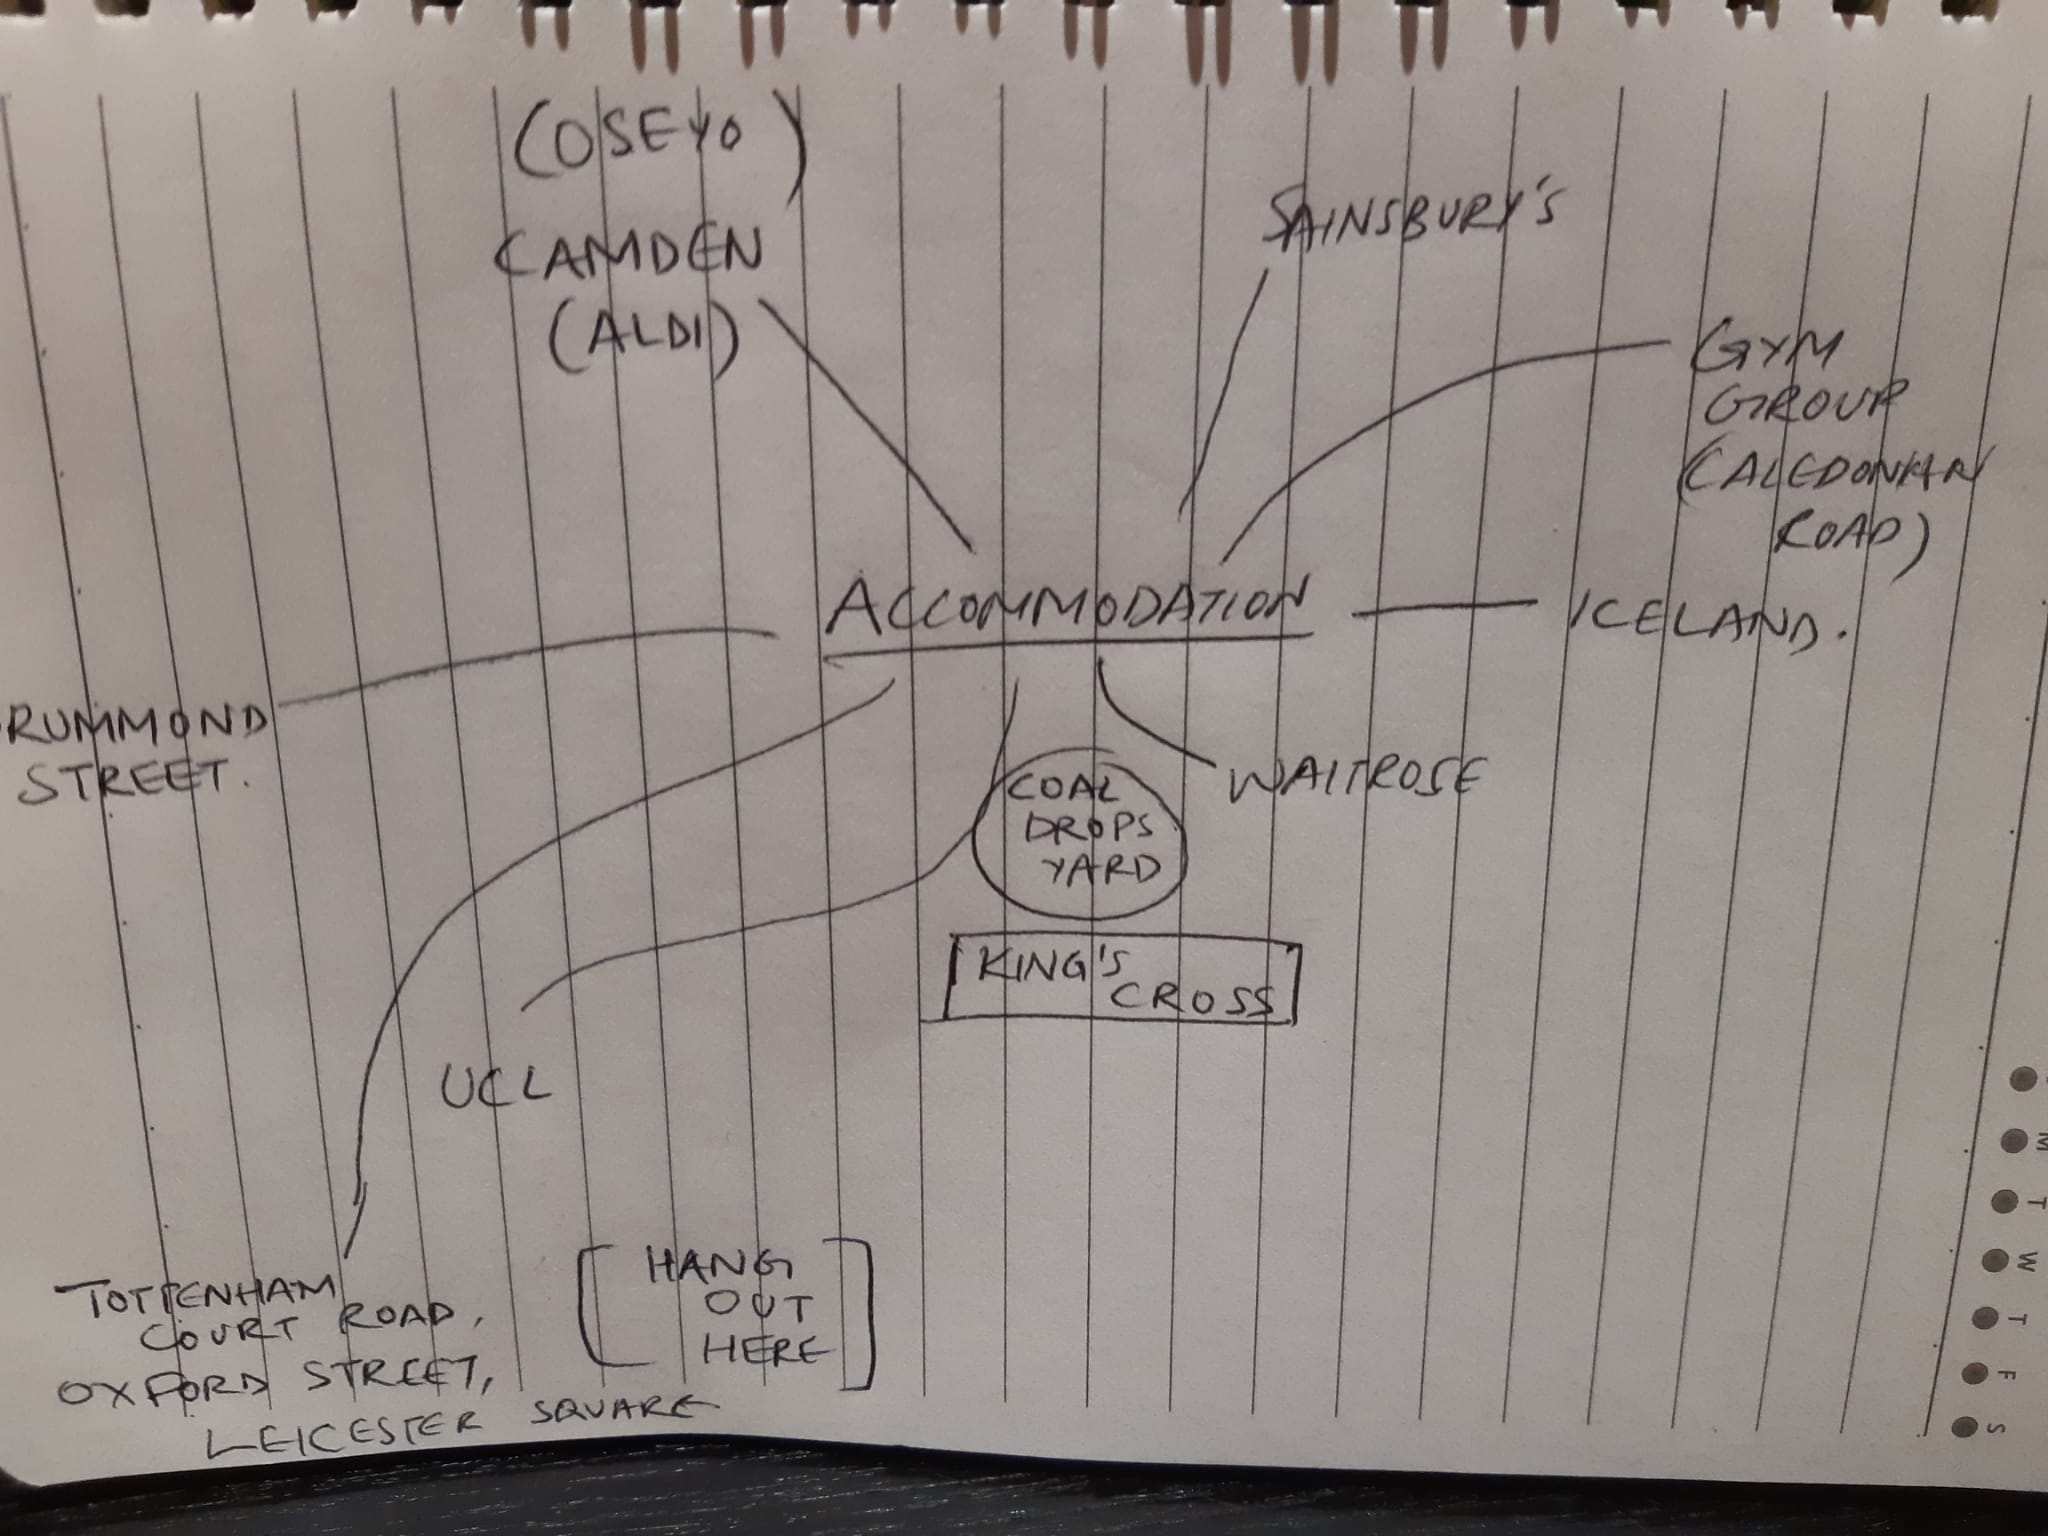 (OSEYO)
CAMDEN
(ALDI)
SAINSBURY'S
GYM
GROUP
(CALEDONIAN
ROAD)
ACCOMMODATION
ICELAND.
RUMMOND
STREET.
COAL
DROPS
YARD
WAITROSE
KING'S
CROSS
UCL
TOTTENHAM
COURT ROAD,
OXFORD STREET,
LEICESTER SQUARE
[HANG
OUT
HERE]
M
T
W
T
F
S